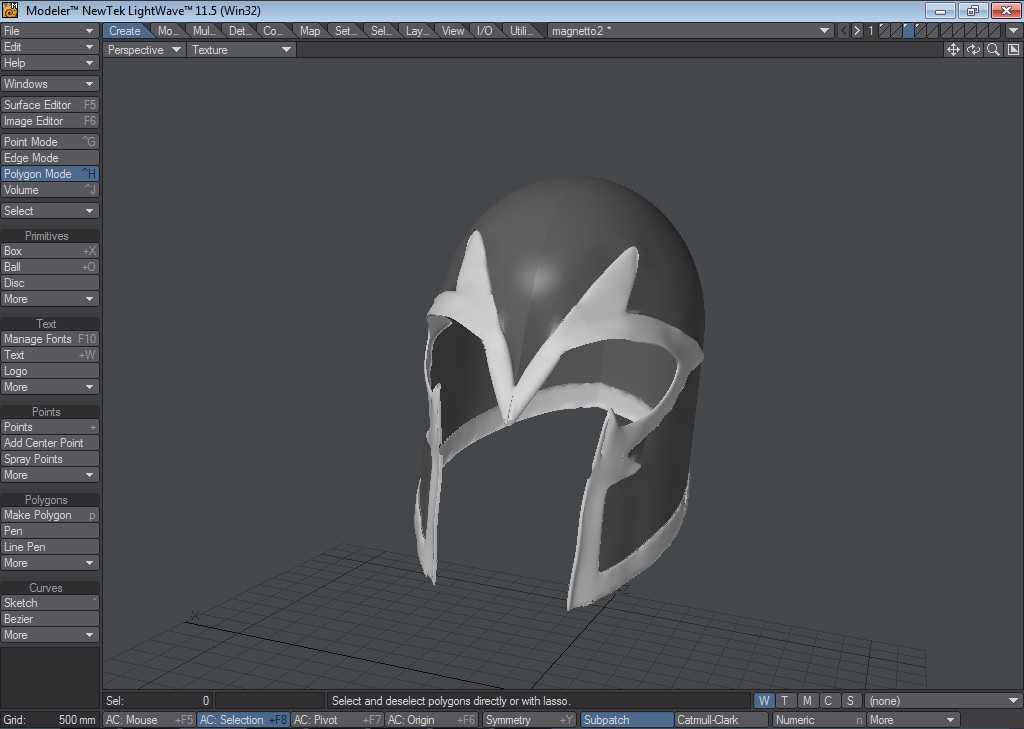 Modeler™ NewTek LightWave™ 11.5 (Win32)
File
Create Mo... Mul... Det... Co... Map Set... Sel... Lay... View I/O Utili... magnetto2 * < > 1
Edit
Perspective Texture
Help
Windows
Surface Editor F5
Image Editor F6
Point Mode ^G
Edge Mode
Polygon Mode ^H
Volume ^J
Select
Primitives
Box +X
Ball +O
Disc
More
Text
Manage Fonts F10
Text +W
Logo
More
Points
Points +
Add Center Point
Spray Points
More
Polygons
Make Polygon p
Pen
Line Pen
More
Curves
Sketch `
Bezier
More
X
Z
Sel: 0 Select and deselect polygons directly or with lasso. W T M C S (none)
Grid: 500 mm AC: Mouse +F5 AC: Selection +F8 AC: Pivot +F7 AC: Origin +F6 Symmetry +Y Subpatch Catmull-Clark Numeric n More